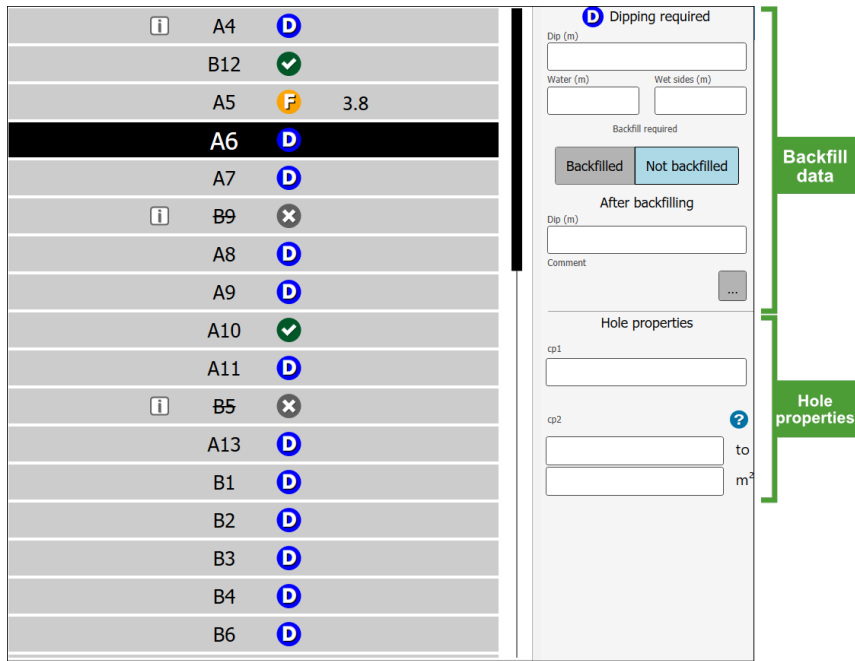 i A4 D
B12
A5 F 3.8
A6 D
A7 D
i B9
A8 D
A9 D
A10
A11 D
i B5
A13 D
B1 D
B2 D
B3 D
B4 D
B6 D
D Dipping required
Dip (m)
Water (m) Wet sides (m)
Backfill required
Backfilled Not backfilled
After backfilling
Dip (m)
Comment
...
Hole properties
cp1
cp2 ?
to
m²
Backfill
data
Hole
properties